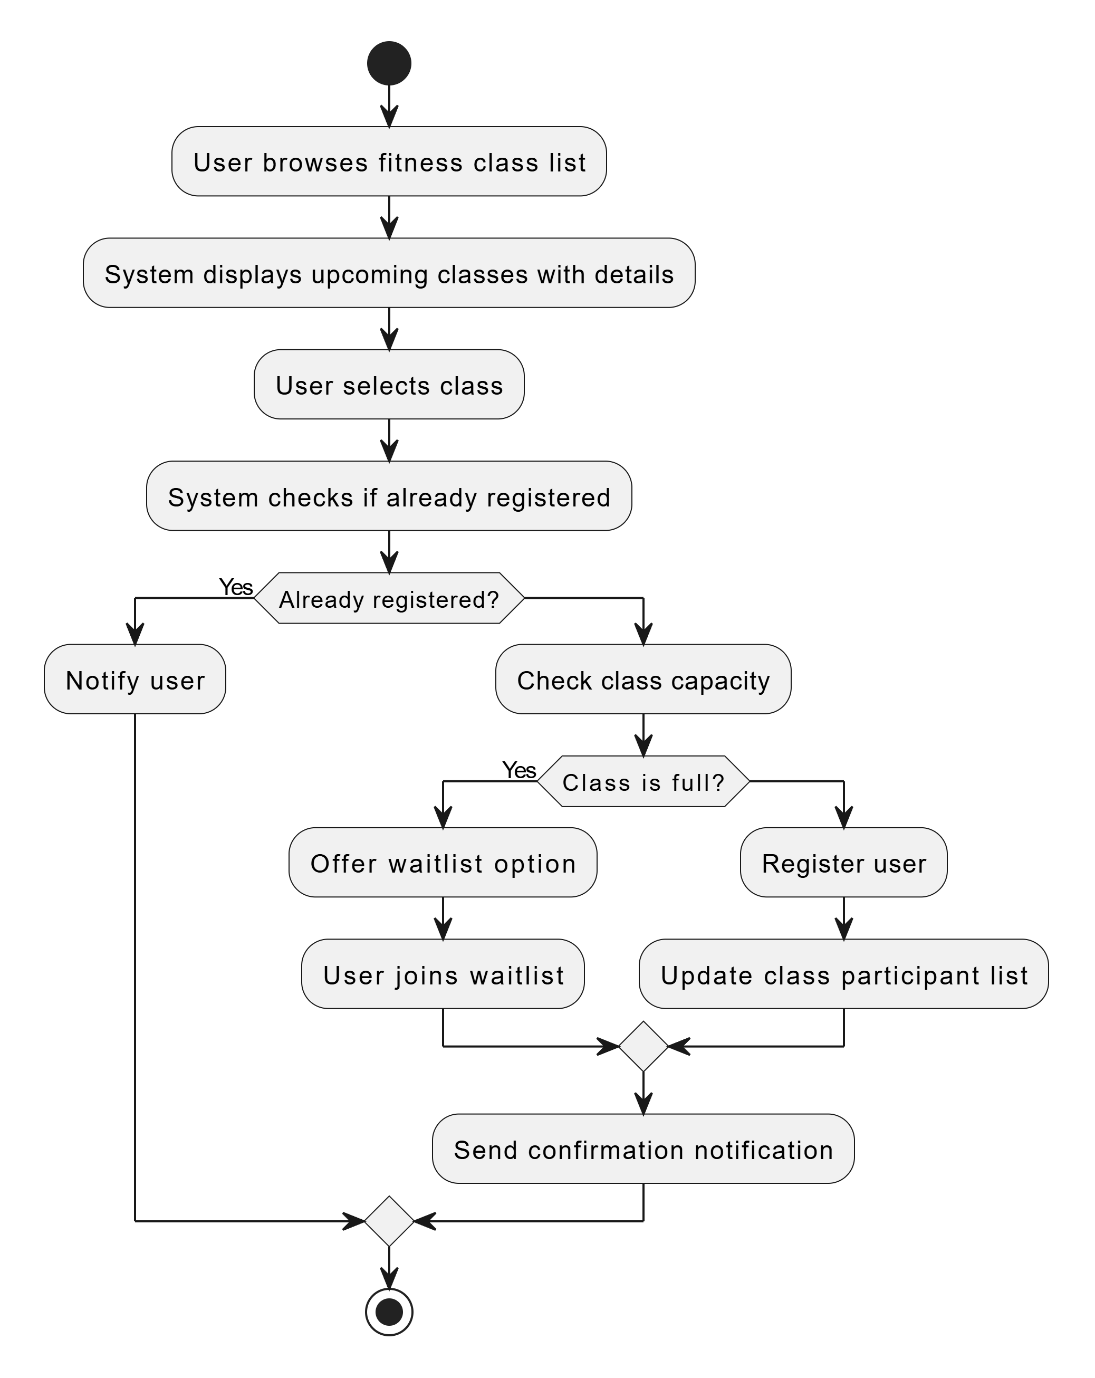 User browses fitness class list
System displays upcoming classes with details
User selects class
System checks if already registered
Yes
Already registered?
Notify user
Check class capacity
Yes
Class is full?
Offer waitlist option
Register user
User joins waitlist
Update class participant list
Send confirmation notification